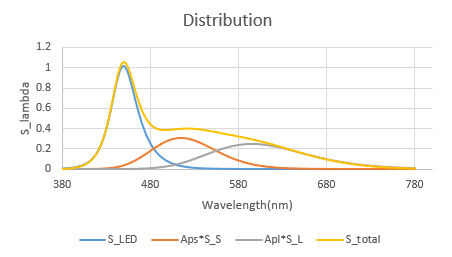 Distribution
1.2
1
0.8
0.6
0.4
0.2
0
S_lambda
380 480 580 680 780
Wavelength(nm)
S_LED Aps*S_S Apl*S_L S_total